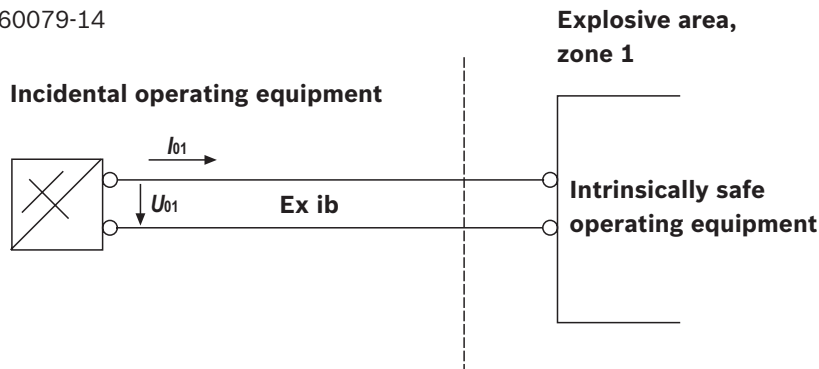 60079-14
Explosive area,
zone 1
Incidental operating equipment
I01
U01
Ex ib
Intrinsically safe
operating equipment